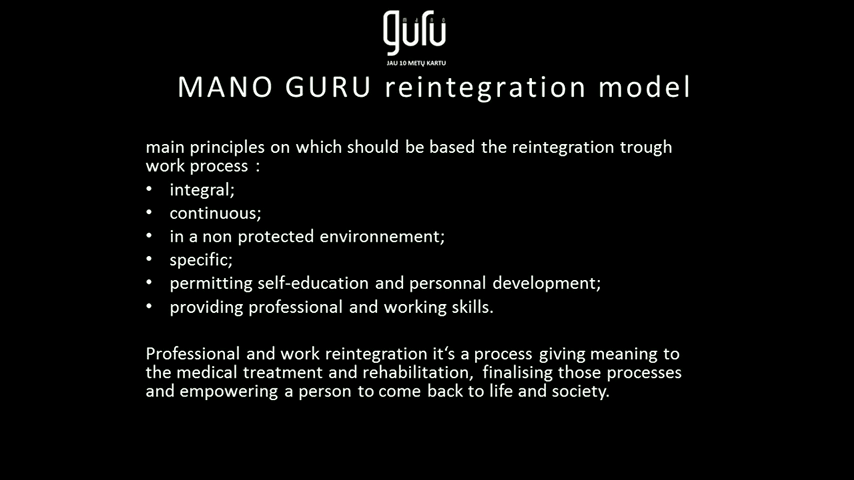 mano
guru
JAU 10 METŲ KARTU
MANO GURU reintegration model
main principles on which should be based the reintegration trough
work process :
• integral;
• continuous;
• in a non protected environnement;
• specific;
• permitting self-education and personnal development;
• providing professional and working skills.
Professional and work reintegration it‘s a process giving meaning to
the medical treatment and rehabilitation, finalising those processes
and empowering a person to come back to life and society.